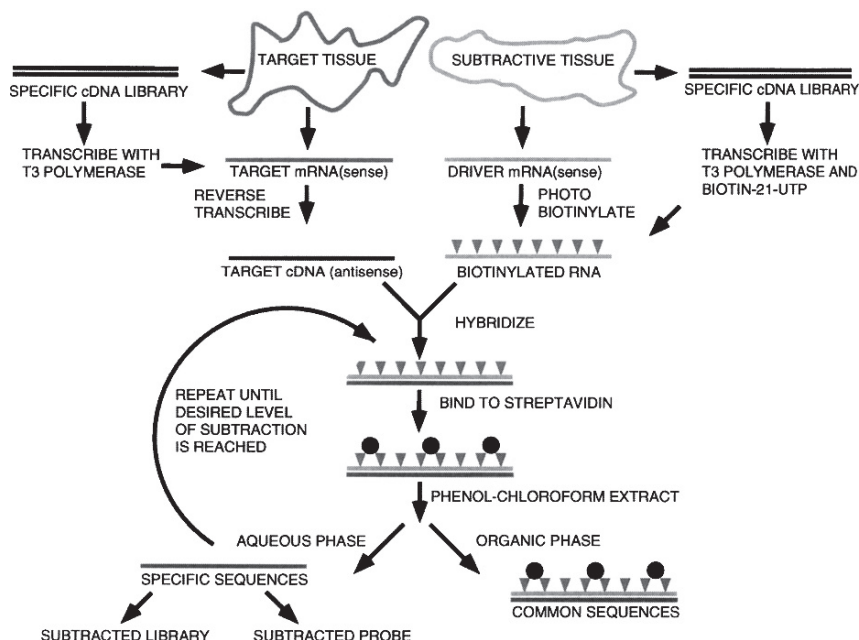 TARGET TISSUE
SUBTRACTIVE TISSUE
SPECIFIC cDNA LIBRARY
SPECIFIC cDNA LIBRARY
TRANSCRIBE WITH
T3 POLYMERASE
TARGET mRNA(sense)
DRIVER mRNA(sense)
TRANSCRIBE WITH
T3 POLYMERASE AND
BIOTIN-21-UTP
REVERSE
TRANSCRIBE
PHOTO
BIOTINYLATE
TARGET cDNA (antisense)
BIOTINYLATED RNA
HYBRIDIZE
REPEAT UNTIL
DESIRED LEVEL
OF SUBTRACTION
IS REACHED
BIND TO STREPTAVIDIN
PHENOL-CHLOROFORM EXTRACT
AQUEOUS PHASE
ORGANIC PHASE
SPECIFIC SEQUENCES
COMMON SEQUENCES
SUBTRACTED LIBRARY
SUBTRACTED PROBE